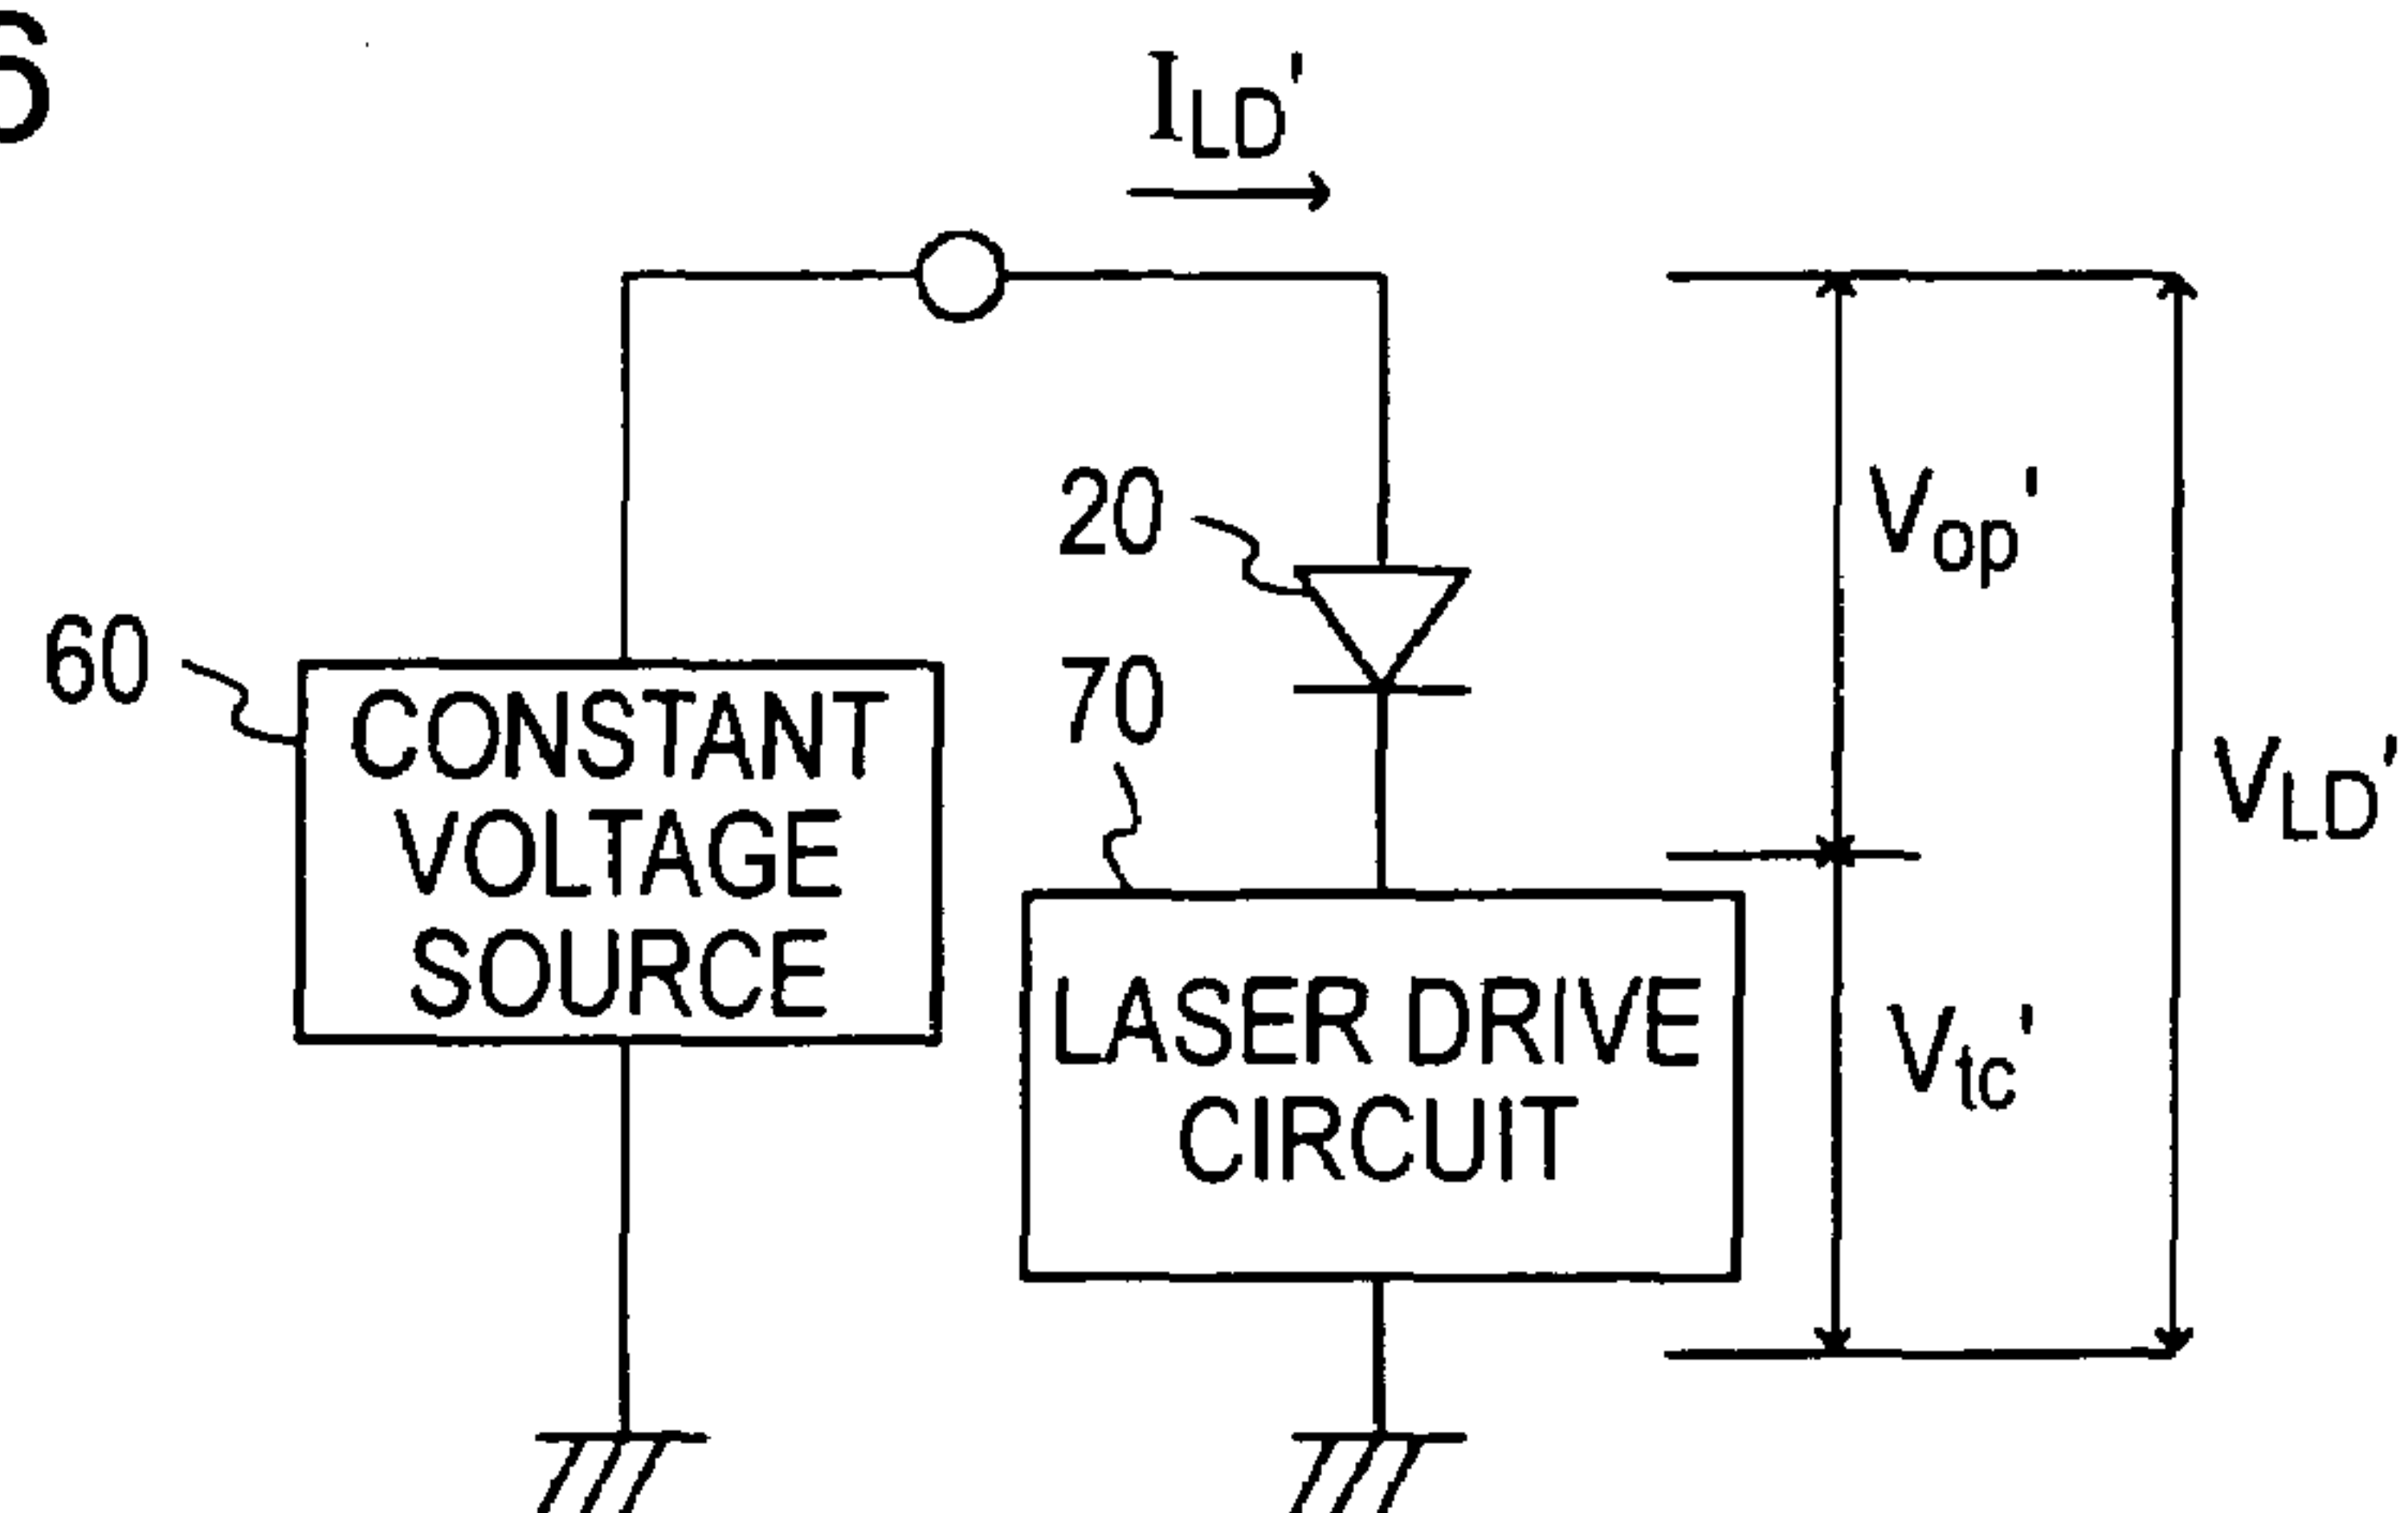 6
I_LD'
20
V_op'
60
70
CONSTANT
VOLTAGE
SOURCE
V_LD'
LASER DRIVE
CIRCUIT
V_tc'